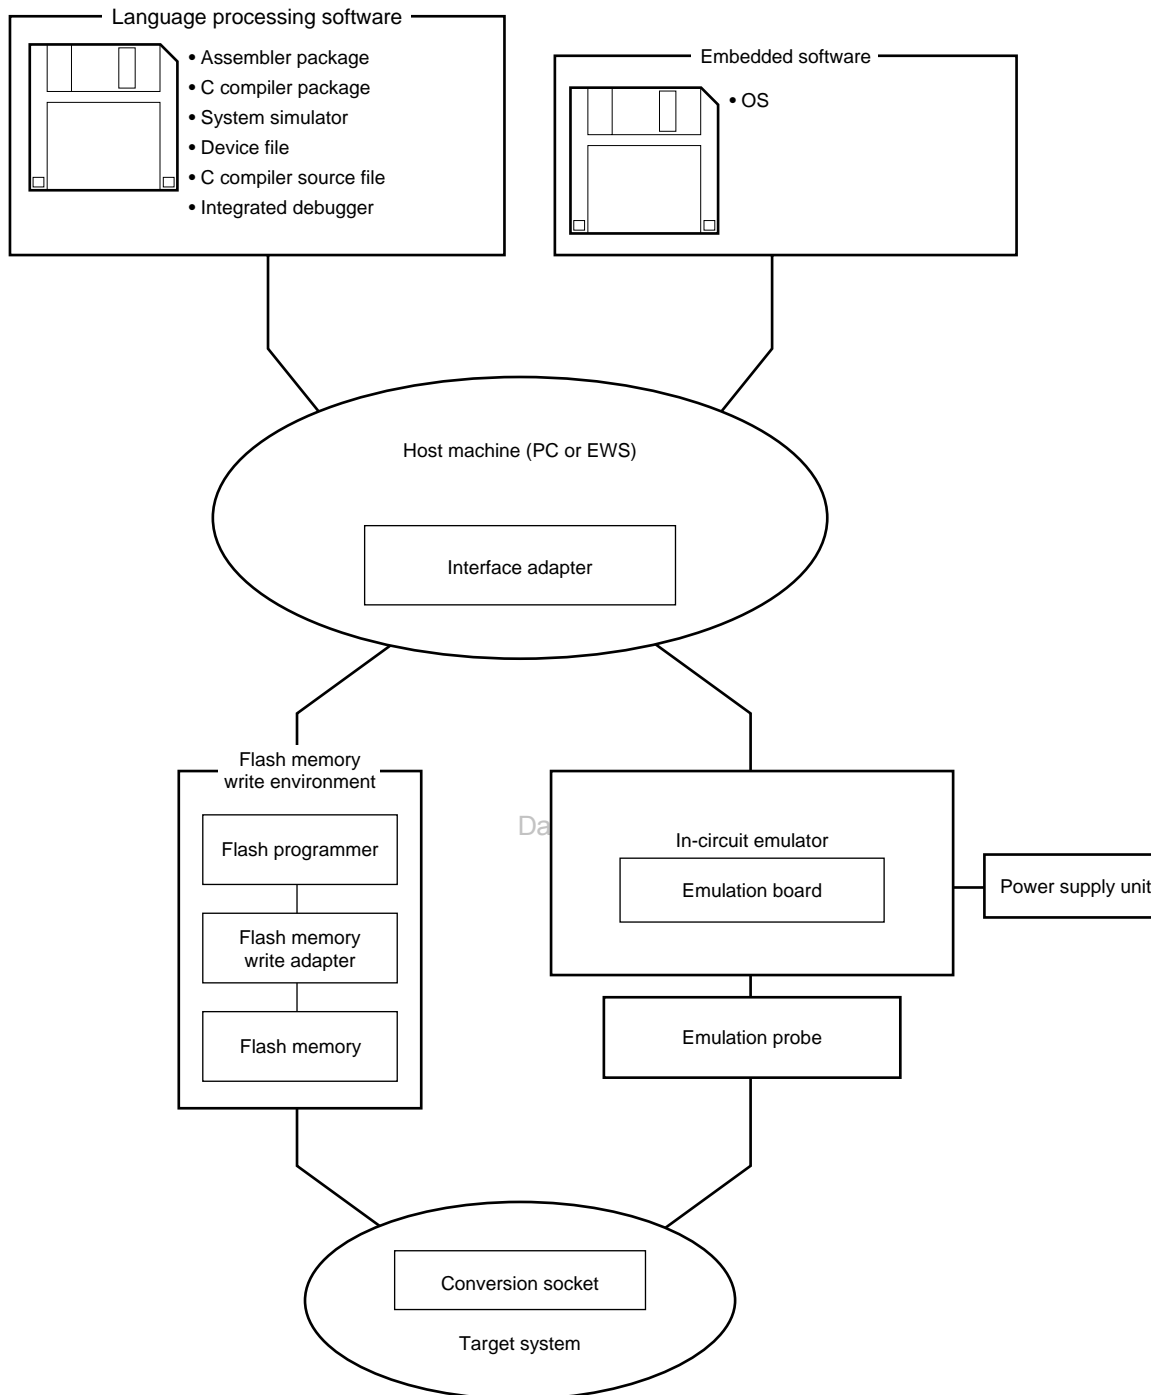 Language processing software
• Assembler package
• C compiler package
• System simulator
• Device file
• C compiler source file
• Integrated debugger
Embedded software
• OS
Host machine (PC or EWS)
Interface adapter
Flash memory
write environment
Flash programmer
Flash memory
write adapter
Flash memory
Da
In-circuit emulator
Emulation board
Power supply unit
Emulation probe
Conversion socket
Target system